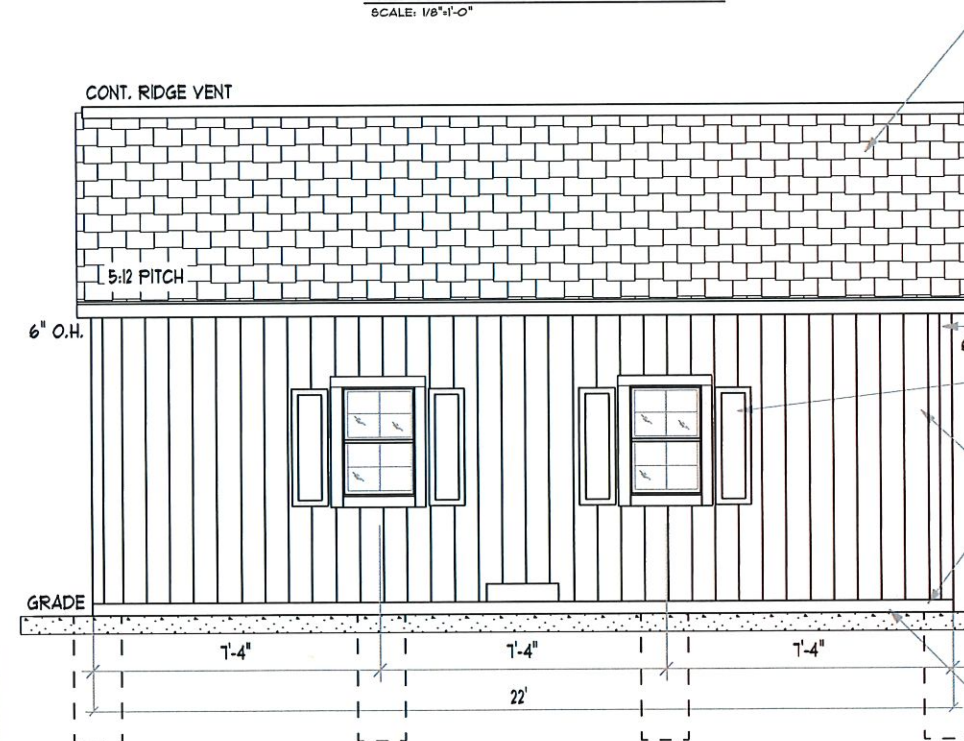 SCALE: 1/8"=1'-0"
CONT. RIDGE VENT
5:12 PITCH
6" O.H.
GRADE
7'-4" 7'-4" 7'-4"
22'